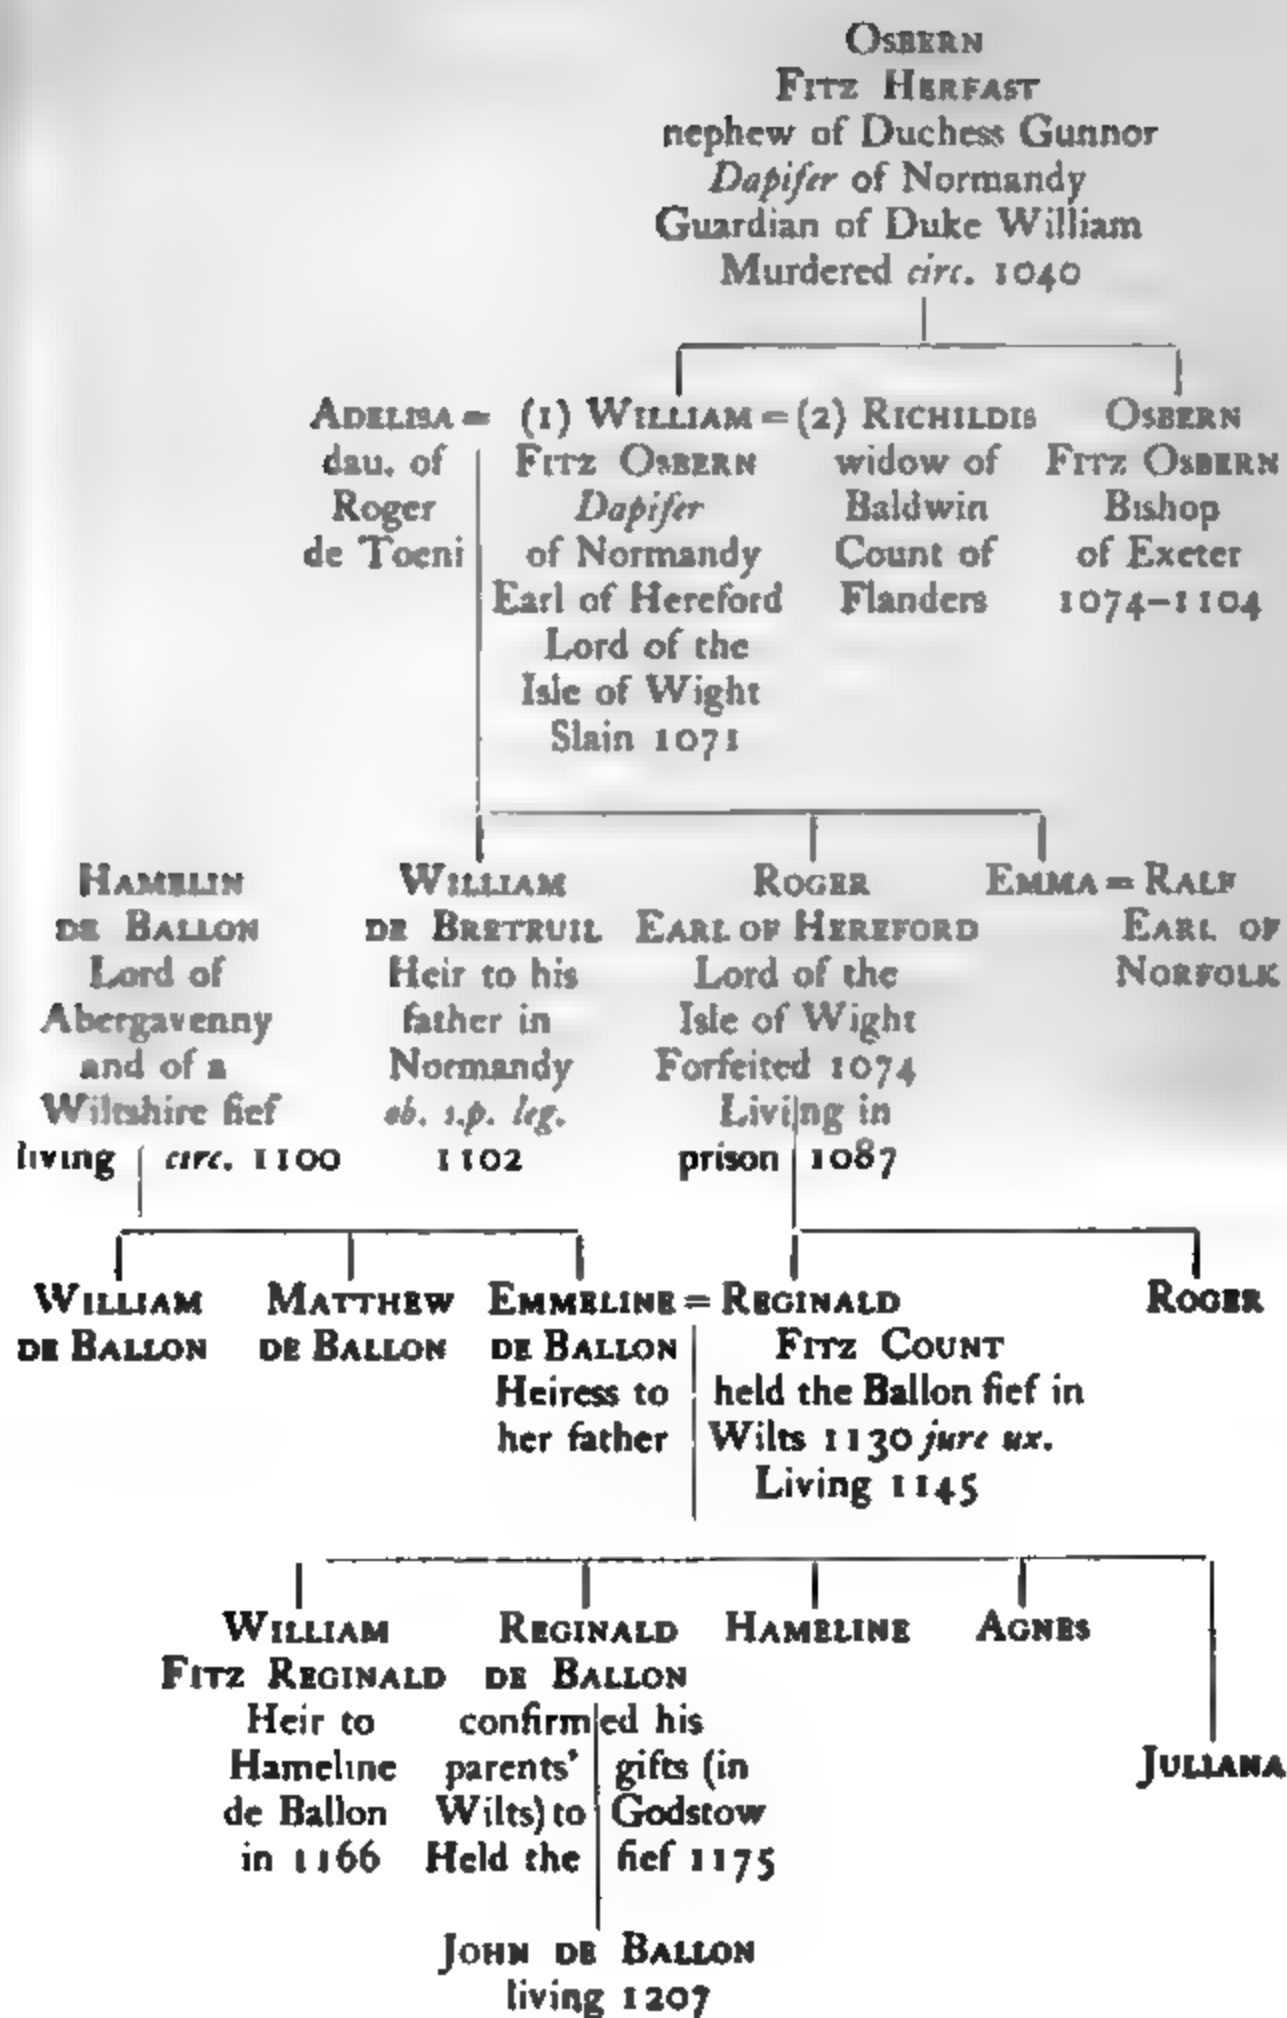 OSBERN
FITZ HERFAST
nephew of Duchess Gunnor
Dapifer of Normandy
Guardian of Duke William
Murdered circ. 1040
ADELISA = (1) WILLIAM = (2) RICHILDIS OSBERN
dau. of FITZ OSBERN widow of FITZ OSBERN
Roger Dapifer Baldwin Bishop
de Toeni of Normandy Count of of Exeter
Earl of Hereford Flanders 1074–1104
Lord of the
Isle of Wight
Slain 1071
HAMELIN WILLIAM ROGER EMMA = RALF
DE BALLON DE BRETRUIL EARL OF HEREFORD EARL OF
Lord of Heir to his Lord of the NORFOLK
Abergavenny father in Isle of Wight
and of a Normandy Forfeited 1074
Wiltshire fief ob. s.p. leg. Living in
living circ. 1100 1102 prison 1087
WILLIAM MATTHEW EMMELINE = REGINALD ROGER
DE BALLON DE BALLON DE BALLON FITZ COUNT
Heiress to held the Ballon fief in
her father Wilts 1130 jure ux.
Living 1145
WILLIAM REGINALD HAMELINE AGNES
FITZ REGINALD DE BALLON
Heir to confirmed his
Hameline parents' gifts (in JULIANA
de Ballon Wilts) to Godstow
in 1166 Held the fief 1175
JOHN DE BALLON
living 1207